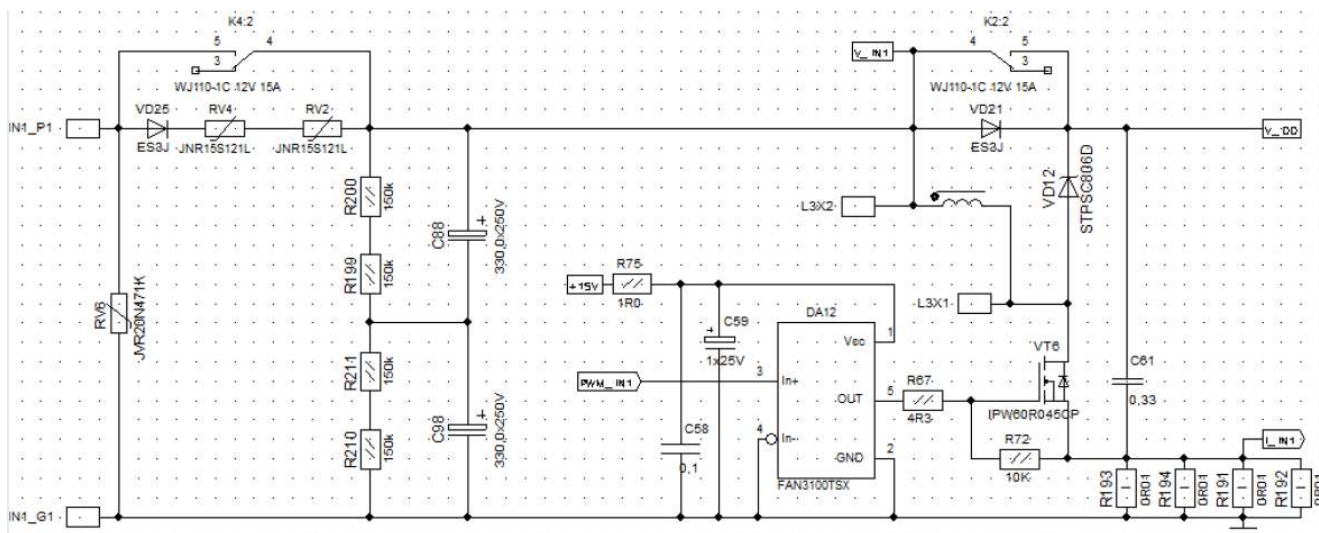 K4:2
5
4
3
WJ110-1C 12V 15A
IN1_P1
VD25
ES3J
RV4
JNR15S121L
RV2
JNR15S121L
RV6
JVR20N471K
R200
150k
R199
150k
R211
150k
R210
150k
C88
330,0x250V
C98
330,0x250V
IN1_G1
K2:2
V_IN1
4
5
3
WJ110-1C 12V 15A
VD21
ES3J
V_DD
VD12
STPSC806D
L3X2
L3X1
+15V
R75
1R0
C59
1x25V
C58
0,1
PWM_IN1
DA12
Vcc
1
3
In+
OUT
5
4
In-
GND
2
FAN3100TSX
R67
4R3
VT6
IPW60R045CP
R72
10K
C61
0,33
I_IN1
R193
0R01
R194
0R01
R191
0R01
R192
0R01